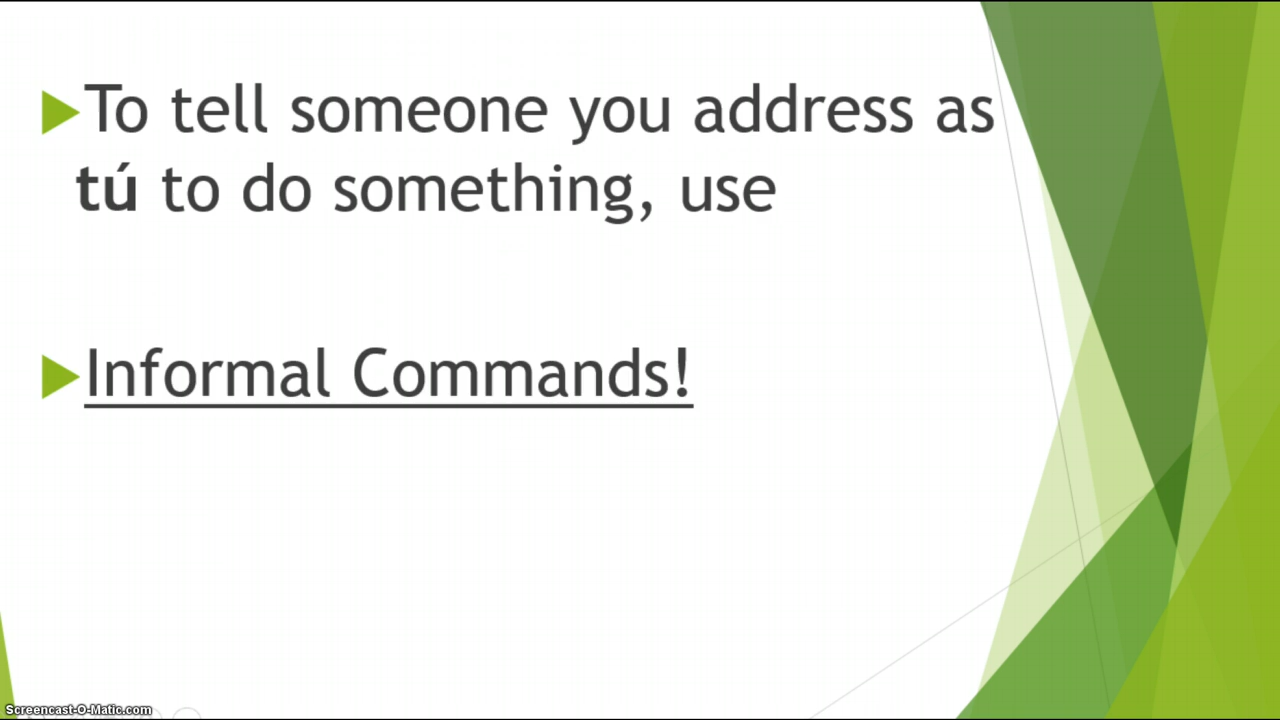 To tell someone you address as
tú to do something, use
Informal Commands!
Screencast-O-Matic.com